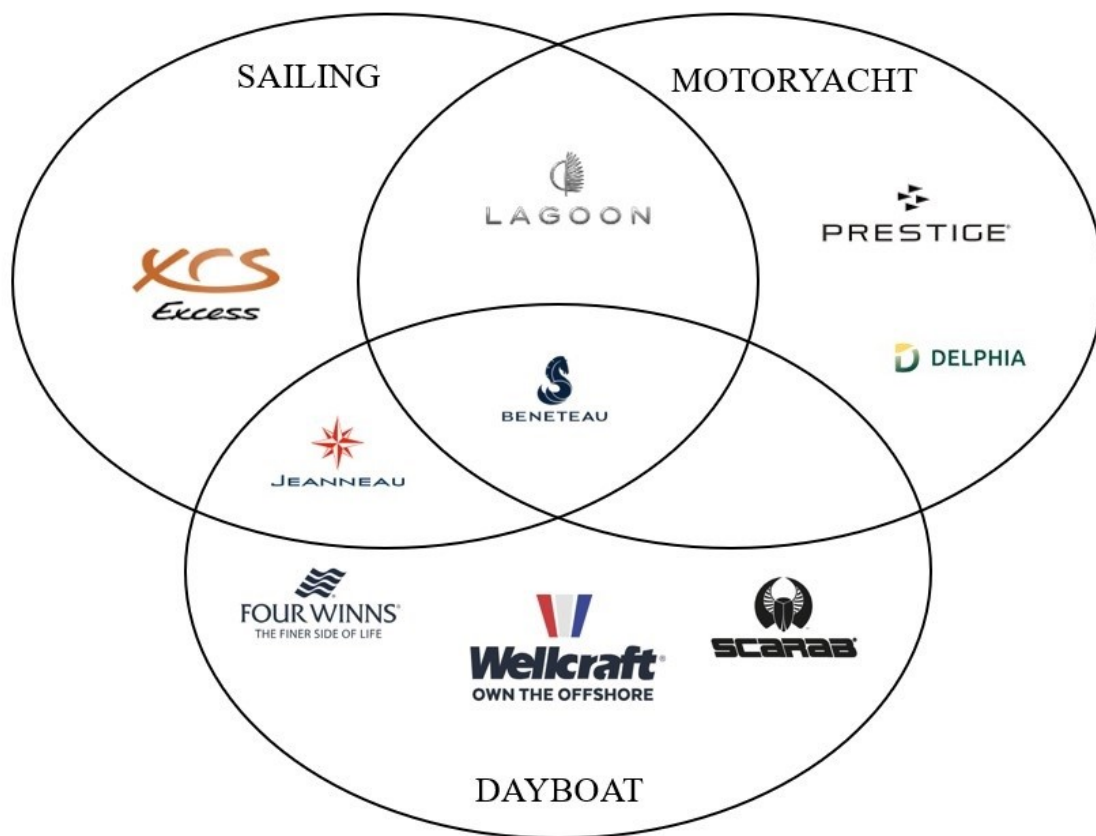 SAILING
MOTORYACHT
LAGOON
PRESTIGE®
XCS
Excess
D DELPHIA
BENETEAU
JEANNEAU
FOUR WINNS®
THE FINER SIDE OF LIFE
Wellcraft®
OWN THE OFFSHORE
SCARAB®
DAYBOAT